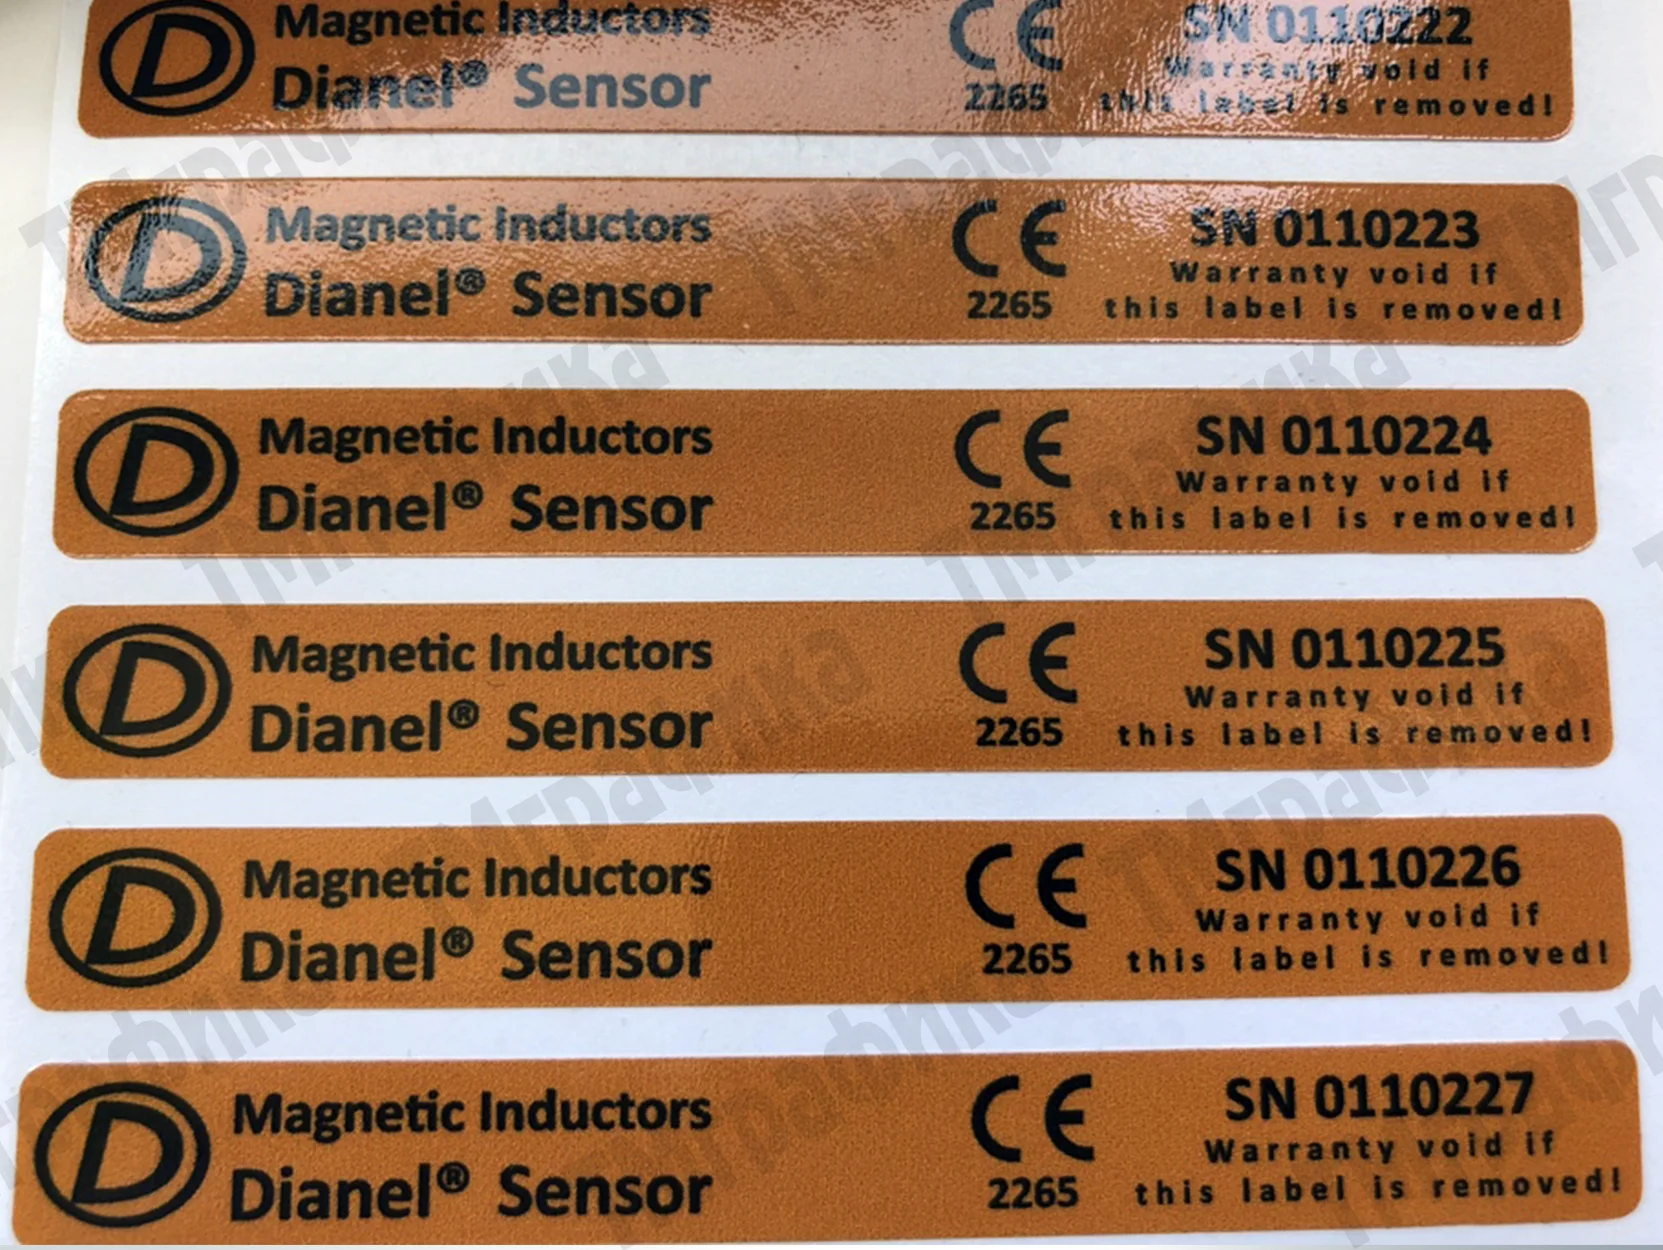 D
Magnetic Inductors
Dianel® Sensor
CE
2265
SN 0110222
Warranty void if
this label is removed!
D
Magnetic Inductors
Dianel® Sensor
CE
2265
SN 0110223
Warranty void if
this label is removed!
D
Magnetic Inductors
Dianel® Sensor
CE
2265
SN 0110224
Warranty void if
this label is removed!
D
Magnetic Inductors
Dianel® Sensor
CE
2265
SN 0110225
Warranty void if
this label is removed!
D
Magnetic Inductors
Dianel® Sensor
CE
2265
SN 0110226
Warranty void if
this label is removed!
D
Magnetic Inductors
Dianel® Sensor
CE
2265
SN 0110227
Warranty void if
this label is removed!
ТМграфика